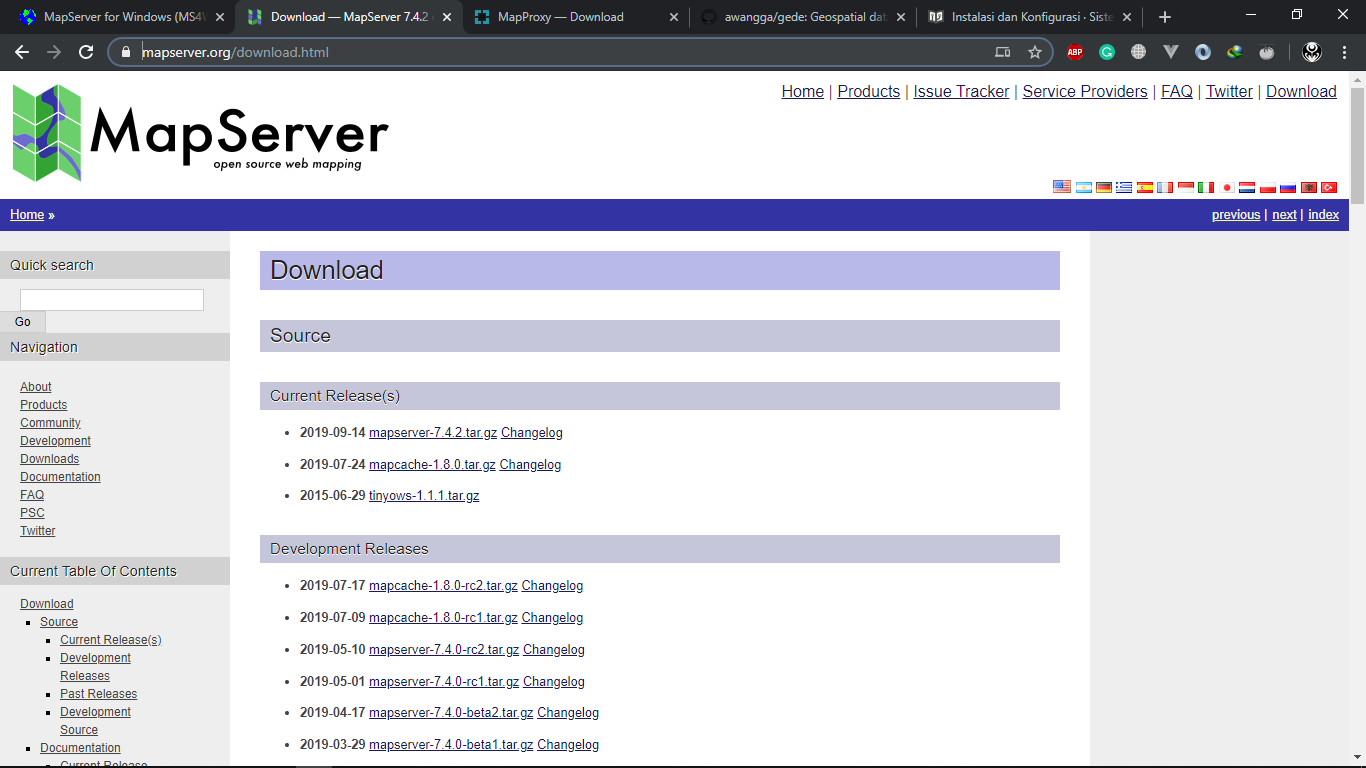 MapServer for Windows (MS4W
Download — MapServer 7.4.2
MapProxy — Download
awangga/gede: Geospatial dat
Instalasi dan Konfigurasi · Siste
mapserver.org/download.html
ABP
MapServer
open source web mapping
Home | Products | Issue Tracker | Service Providers | FAQ | Twitter | Download
Home »
previous | next | index
Quick search
Go
Navigation
About
Products
Community
Development
Downloads
Documentation
FAQ
PSC
Twitter
Current Table Of Contents
Download
Source
Current Release(s)
Development
Releases
Past Releases
Development
Source
Documentation
Current Release
Download
Source
Current Release(s)
2019-09-14 mapserver-7.4.2.tar.gz Changelog
2019-07-24 mapcache-1.8.0.tar.gz Changelog
2015-06-29 tinyows-1.1.1.tar.gz
Development Releases
2019-07-17 mapcache-1.8.0-rc2.tar.gz Changelog
2019-07-09 mapcache-1.8.0-rc1.tar.gz Changelog
2019-05-10 mapserver-7.4.0-rc2.tar.gz Changelog
2019-05-01 mapserver-7.4.0-rc1.tar.gz Changelog
2019-04-17 mapserver-7.4.0-beta2.tar.gz Changelog
2019-03-29 mapserver-7.4.0-beta1.tar.gz Changelog